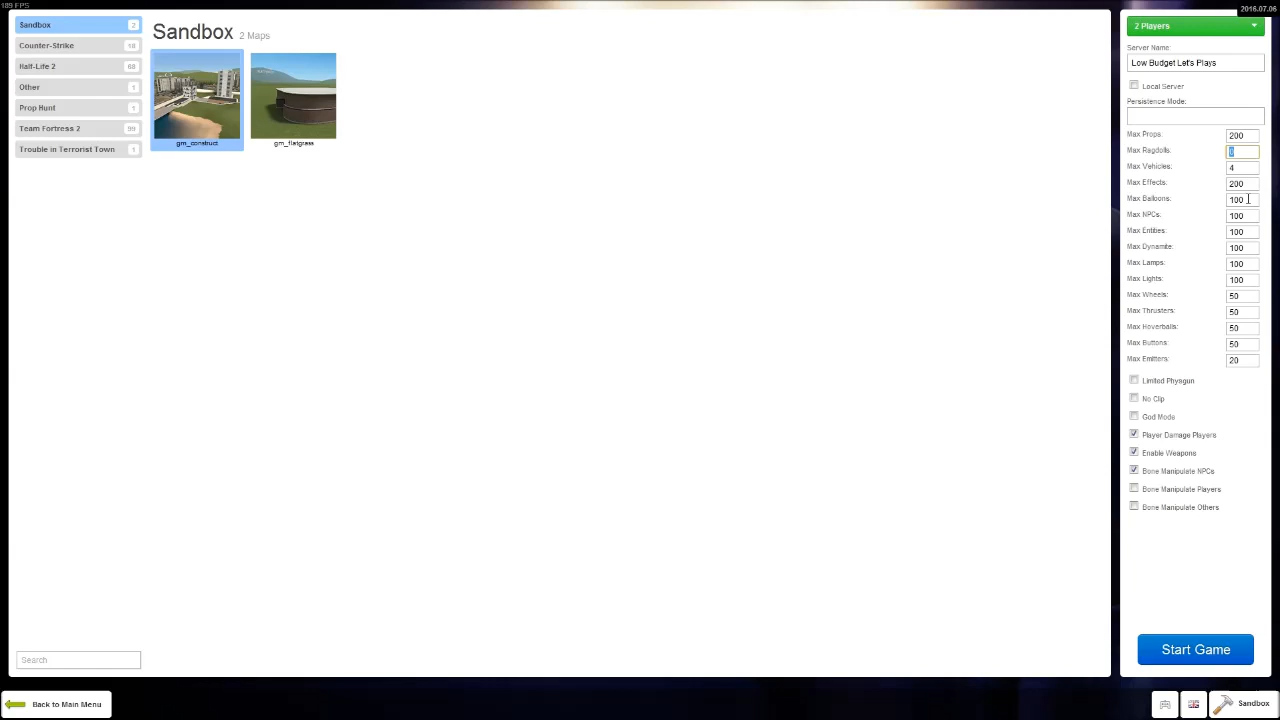 189 FPS
2016.07.06
Sandbox 2
Counter-Strike 18
Half-Life 2 68
Other 1
Prop Hunt 1
Team Fortress 2 99
Trouble in Terrorist Town 1
Search
Sandbox 2 Maps
gm_construct
gm_flatgrass
2 Players
Server Name:
Low Budget Let's Plays
Local Server
Persistence Mode:
Max Props: 200
Max Ragdolls:
Max Vehicles: 4
Max Effects: 200
Max Balloons: 100
Max NPCs: 100
Max Entities: 100
Max Dynamite: 100
Max Lamps: 100
Max Lights: 100
Max Wheels: 50
Max Thrusters: 50
Max Hoverballs: 50
Max Buttons: 50
Max Emitters: 20
Limited Physgun
No Clip
God Mode
Player Damage Players
Enable Weapons
Bone Manipulate NPCs
Bone Manipulate Players
Bone Manipulate Others
Start Game
Back to Main Menu
Sandbox